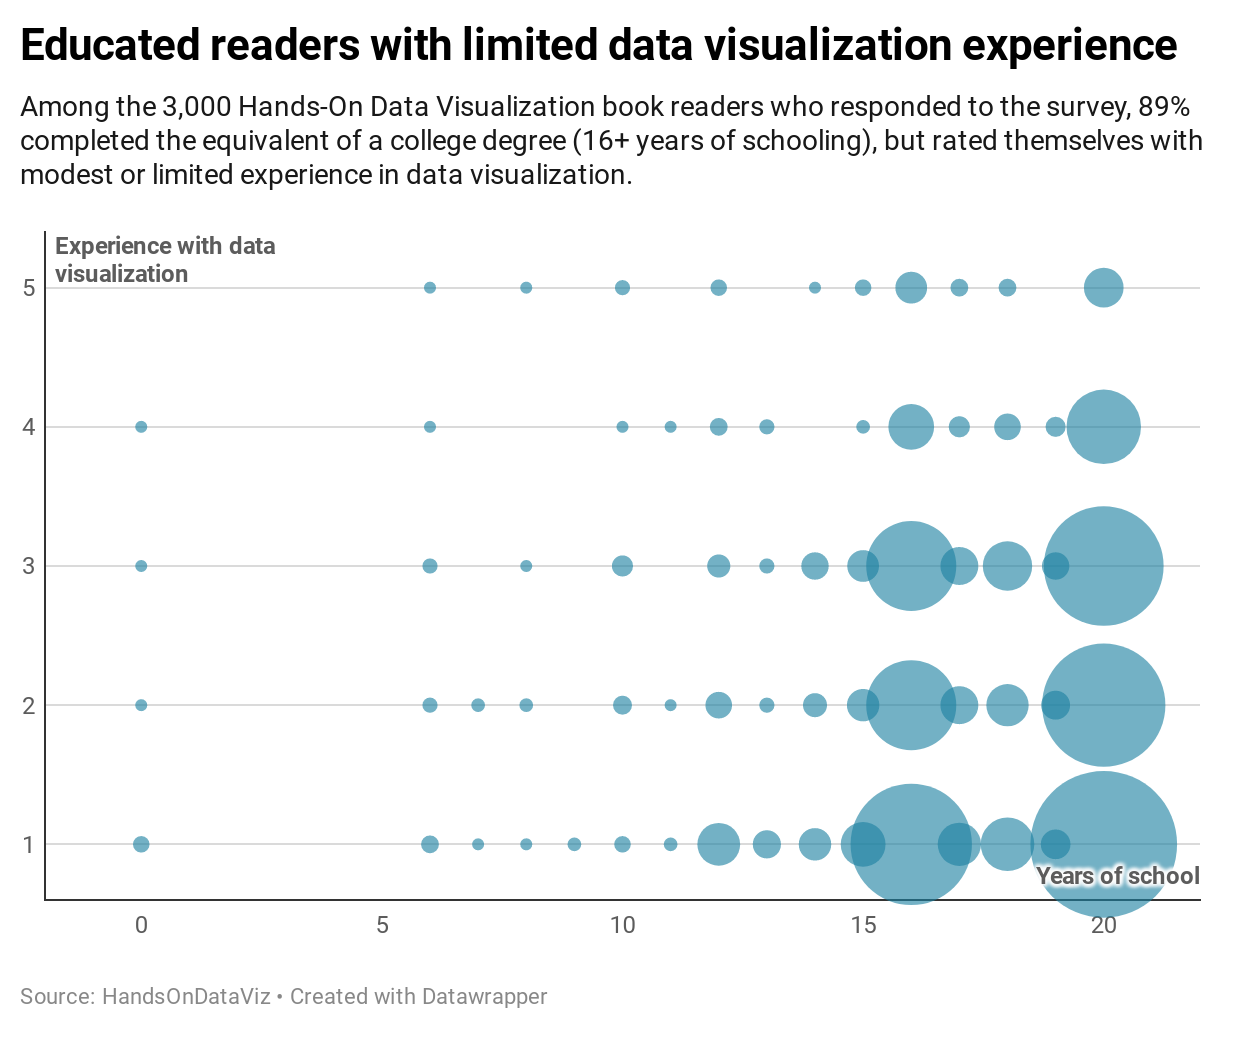 Educated readers with limited data visualization experience
Among the 3,000 Hands-On Data Visualization book readers who responded to the survey, 89%
completed the equivalent of a college degree (16+ years of schooling), but rated themselves with
modest or limited experience in data visualization.
Experience with data
visualization
5
4
3
2
1
Years of school
0 5 10 15 20
Source: HandsOnDataViz • Created with Datawrapper